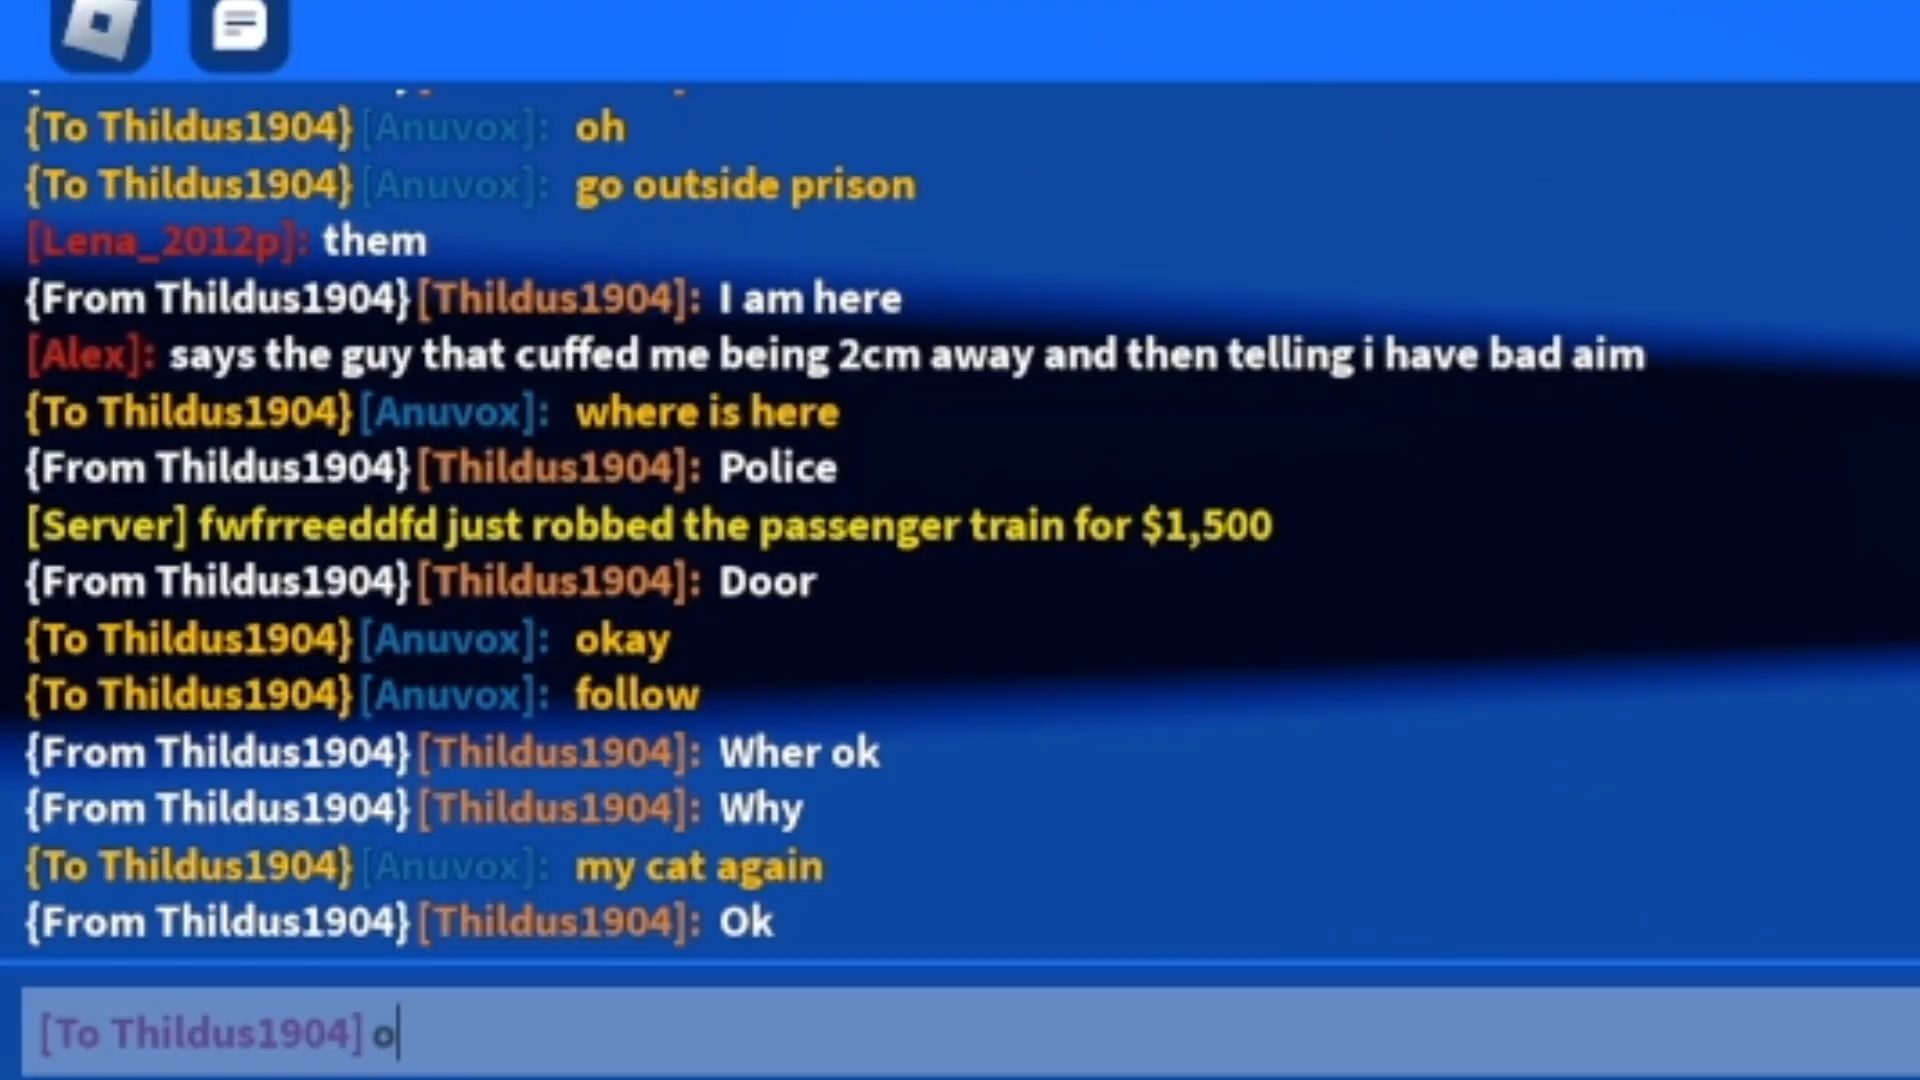 {To Thildus1904} [Anuvox]: oh
{To Thildus1904} [Anuvox]: go outside prison
[Lena_2012p]: them
{From Thildus1904} [Thildus1904]: I am here
[Alex]: says the guy that cuffed me being 2cm away and then telling i have bad aim
{To Thildus1904} [Anuvox]: where is here
{From Thildus1904} [Thildus1904]: Police
[Server] fwfrreeddfd just robbed the passenger train for $1,500
{From Thildus1904} [Thildus1904]: Door
{To Thildus1904} [Anuvox]: okay
{To Thildus1904} [Anuvox]: follow
{From Thildus1904} [Thildus1904]: Wher ok
{From Thildus1904} [Thildus1904]: Why
{To Thildus1904} [Anuvox]: my cat again
{From Thildus1904} [Thildus1904]: Ok
[To Thildus1904] o